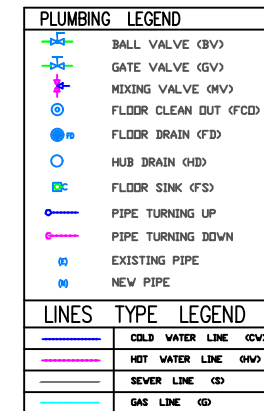 PLUMBING LEGEND
BALL VALVE (BV)
GATE VALVE (GV)
MIXING VALVE (MV)
FLOOR CLEAN OUT (FCO)
FD FLOOR DRAIN (FD)
HUB DRAIN (HD)
C FLOOR SINK (FS)
PIPE TURNING UP
PIPE TURNING DOWN
(E) EXISTING PIPE
(N) NEW PIPE
LINES TYPE LEGEND
COLD WATER LINE (CW)
HOT WATER LINE (HW)
SEWER LINE (S)
GAS LINE (G)